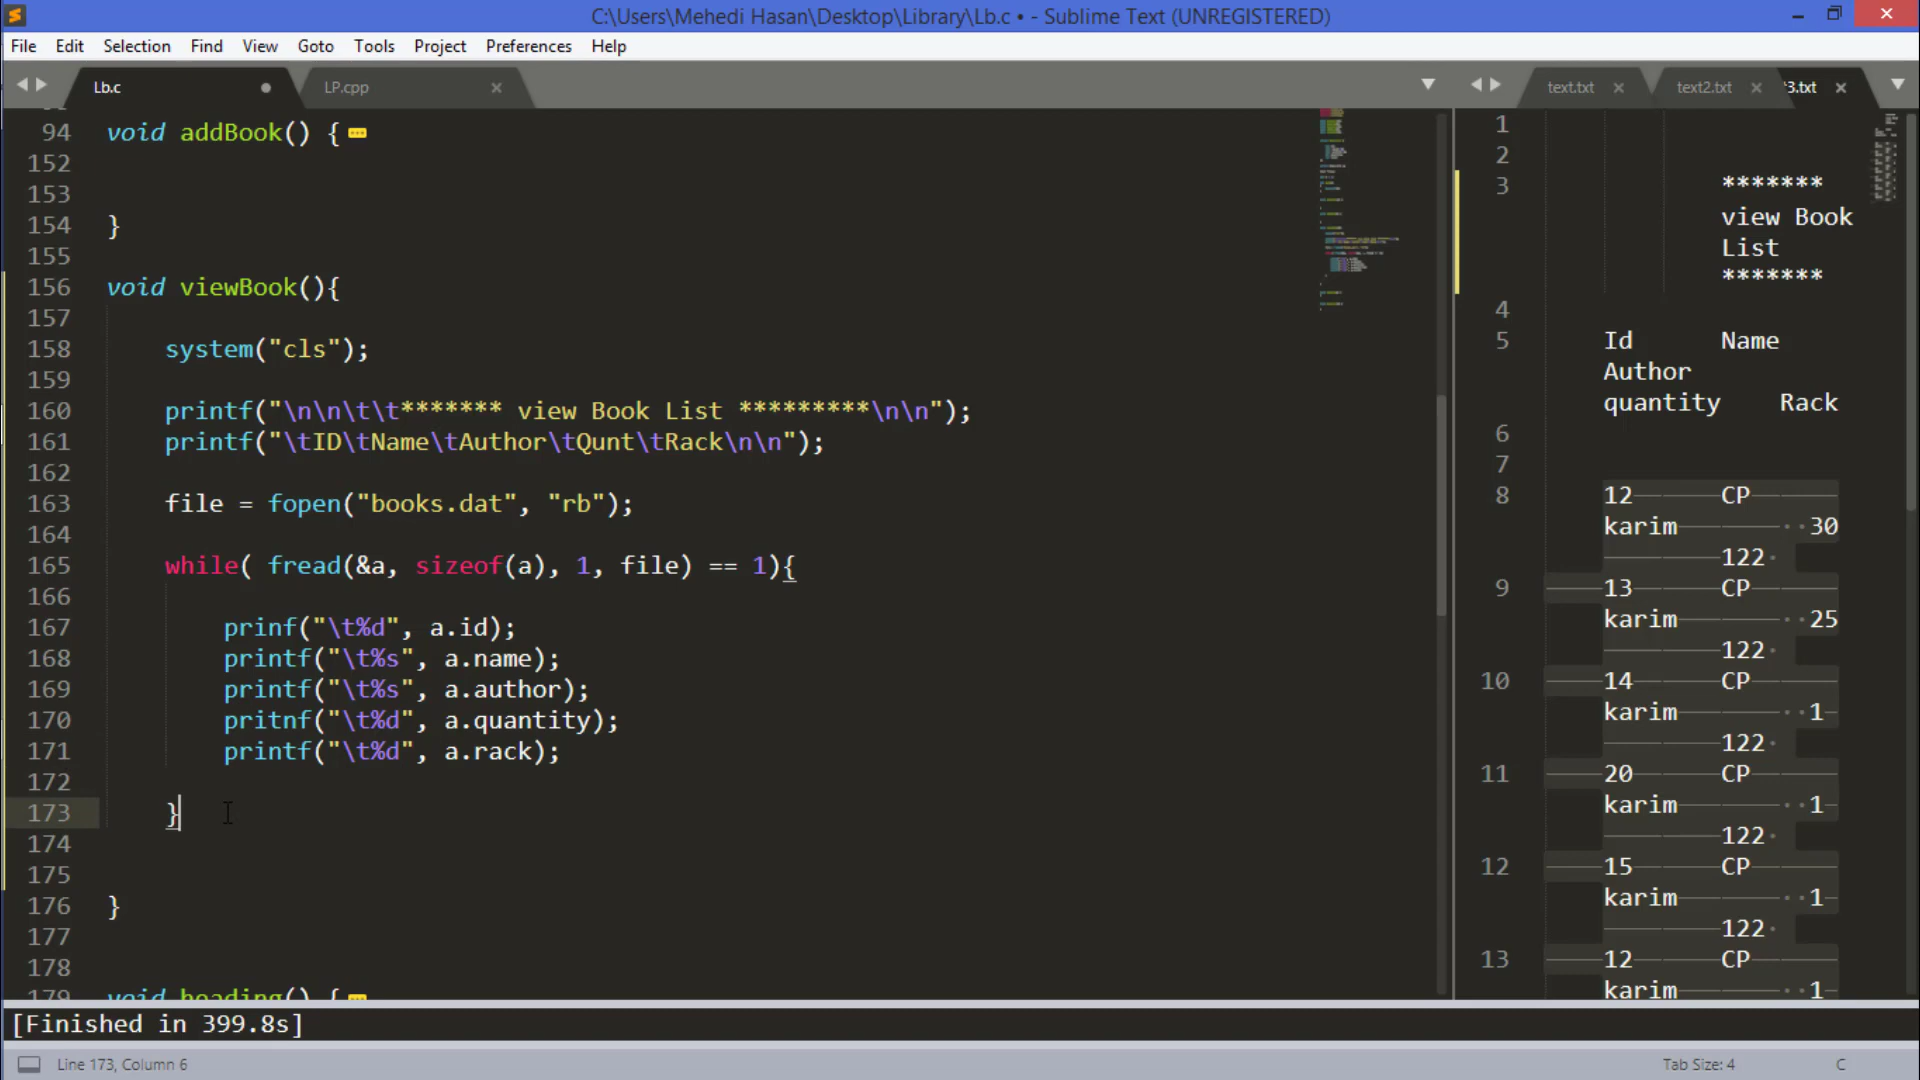 C:\Users\Mehedi Hasan\Desktop\Library\Lb.c • - Sublime Text (UNREGISTERED)
File Edit Selection Find View Goto Tools Project Preferences Help
Lb.c LP.cpp
94 void addBook() {
152
153
154 }
155
156 void viewBook(){
157
158 system("cls");
159
160 printf("\n\n\t\t******* view Book List *********\n\n");
161 printf("\tID\tName\tAuthor\tQunt\tRack\n\n");
162
163 file = fopen("books.dat", "rb");
164
165 while( fread(&a, sizeof(a), 1, file) == 1){
166
167 prinf("\t%d", a.id);
168 printf("\t%s", a.name);
169 printf("\t%s", a.author);
170 pritnf("\t%d", a.quantity);
171 printf("\t%d", a.rack);
172
173 }
174
175
176 }
177
178
179 void heading() {
text.txt text2.txt 3.txt
1
2
3 *******
view Book
List
*******
4
5 Id Name
Author
quantity Rack
6
7
8 12 CP
karim 30
122
9 13 CP
karim 25
122
10 14 CP
karim 1
122
11 20 CP
karim 1
122
12 15 CP
karim 1
122
13 12 CP
karim 1
[Finished in 399.8s]
Line 173, Column 6
Tab Size: 4 C